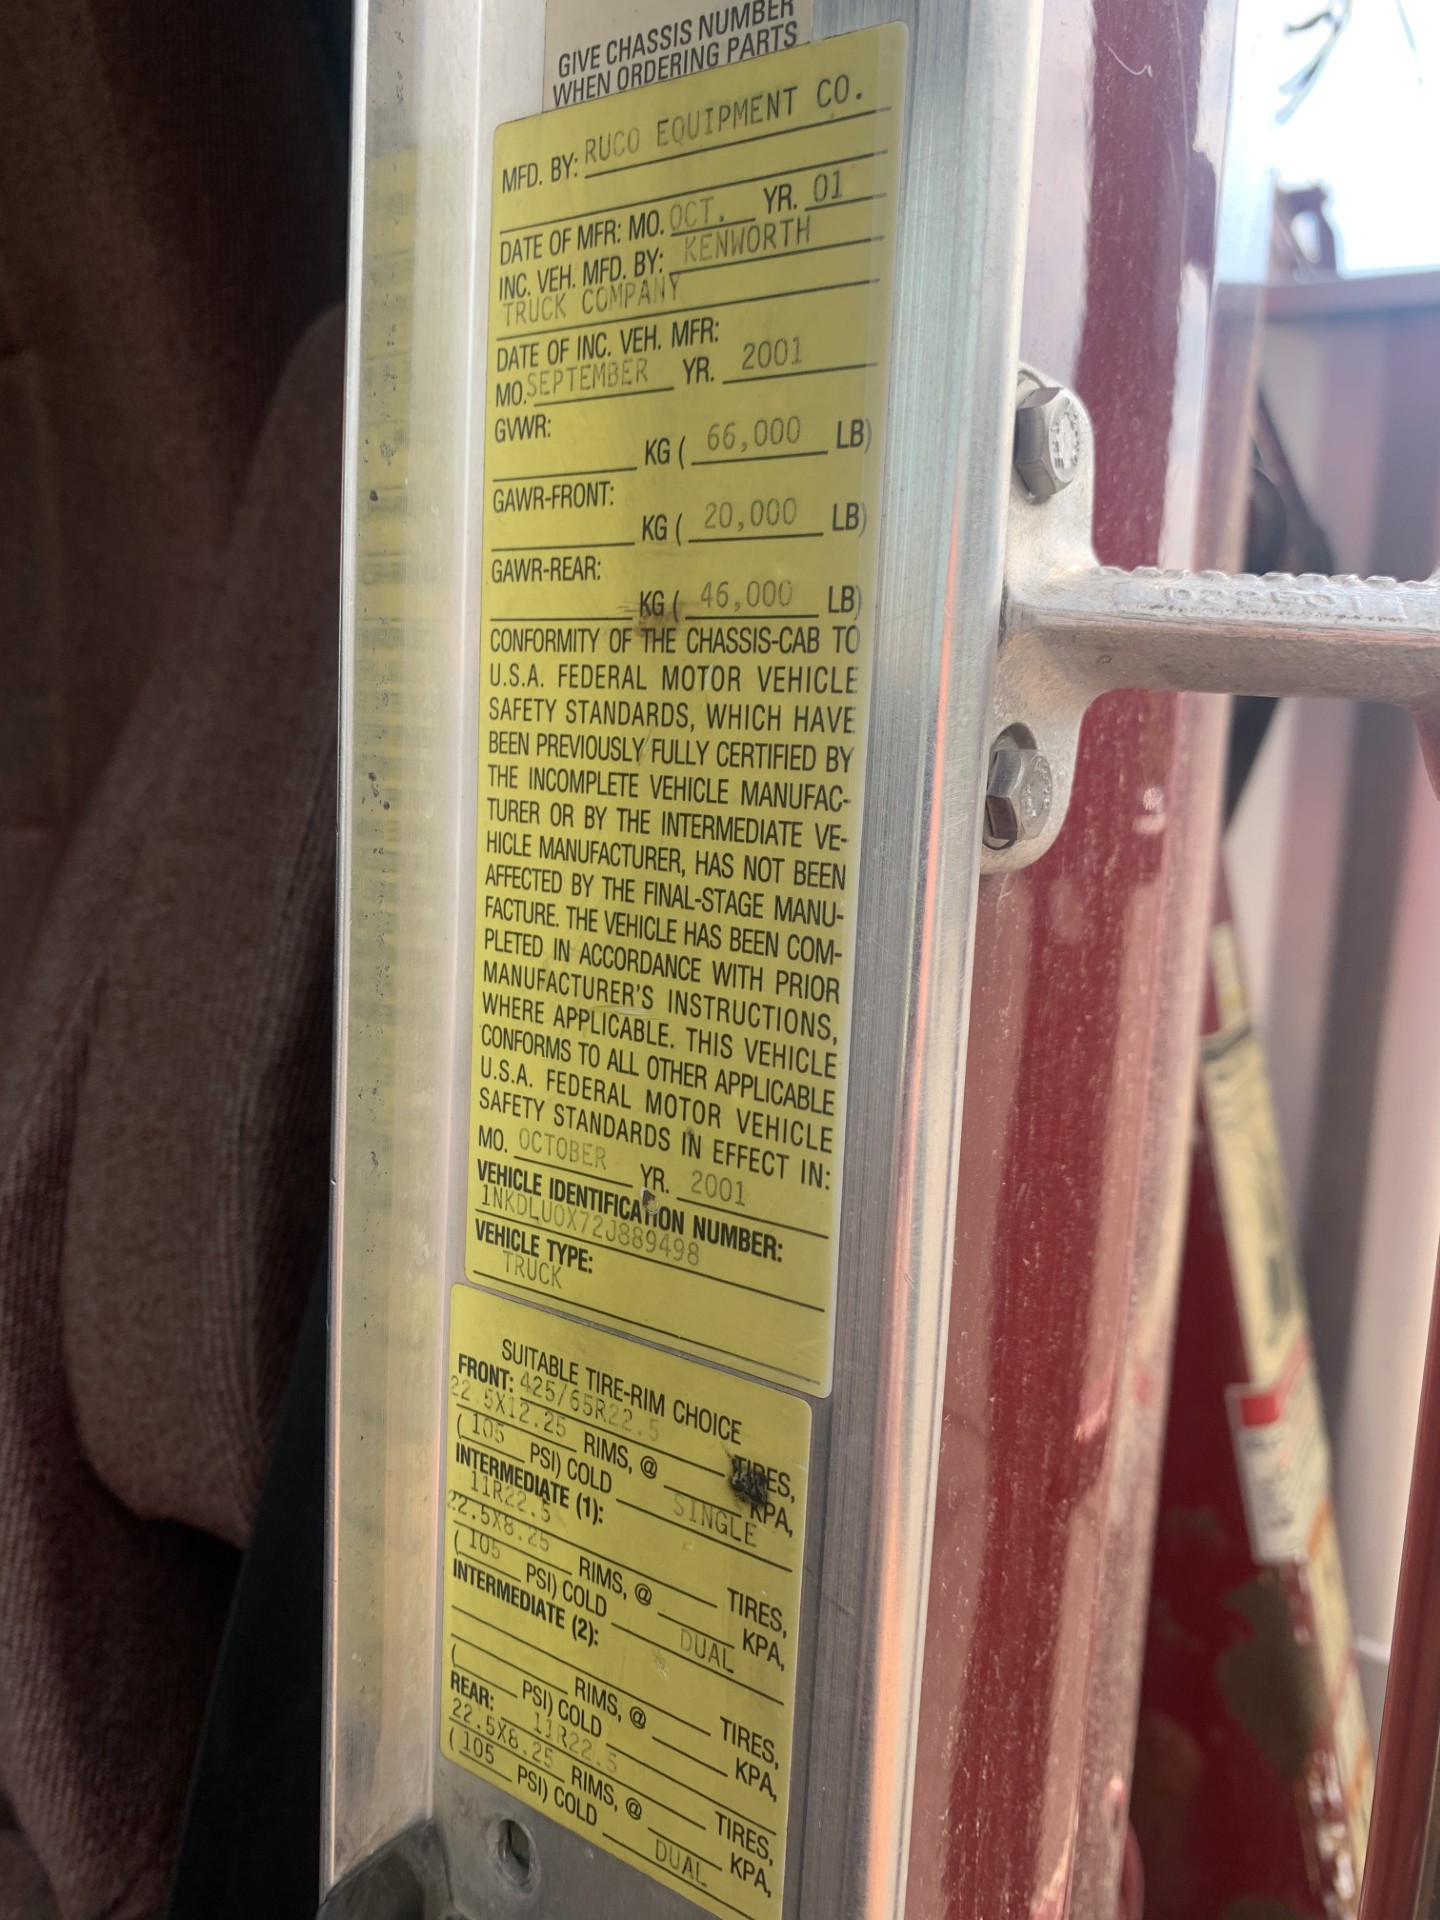 GIVE CHASSIS NUMBER
WHEN ORDERING PARTS
MFD. BY: RUCO EQUIPMENT CO.
DATE OF MFR: MO. OCT. YR. 01
INC. VEH. MFD. BY: KENWORTH
TRUCK COMPANY
DATE OF INC. VEH. MFR:
MO. SEPTEMBER YR. 2001
GVWR:
KG ( 66,000 LB)
GAWR-FRONT:
KG ( 20,000 LB)
GAWR-REAR:
KG ( 46,000 LB)
CONFORMITY OF THE CHASSIS-CAB TO
U.S.A. FEDERAL MOTOR VEHICLE
SAFETY STANDARDS, WHICH HAVE
BEEN PREVIOUSLY FULLY CERTIFIED BY
THE INCOMPLETE VEHICLE MANUFAC-
TURER OR BY THE INTERMEDIATE VE-
HICLE MANUFACTURER, HAS NOT BEEN
AFFECTED BY THE FINAL-STAGE MANU-
FACTURE. THE VEHICLE HAS BEEN COM-
PLETED IN ACCORDANCE WITH PRIOR
MANUFACTURER'S INSTRUCTIONS,
WHERE APPLICABLE. THIS VEHICLE
CONFORMS TO ALL OTHER APPLICABLE
U.S.A. FEDERAL MOTOR VEHICLE
SAFETY STANDARDS IN EFFECT IN:
MO. OCTOBER YR. 2001
VEHICLE IDENTIFICATION NUMBER:
1NKDLU0X72J889498
VEHICLE TYPE:
TRUCK
SUITABLE TIRE-RIM CHOICE
FRONT: 425/65R22.5 TIRES,
22.5X12.25 RIMS, @ KPA,
( 105 PSI) COLD SINGLE
INTERMEDIATE (1):
11R22.5 TIRES,
22.5X8.25 RIMS, @ KPA,
( 105 PSI) COLD DUAL
INTERMEDIATE (2):
TIRES,
RIMS, @ KPA,
( PSI) COLD
REAR: 11R22.5 TIRES,
22.5X8.25 RIMS, @ KPA,
( 105 PSI) COLD DUAL